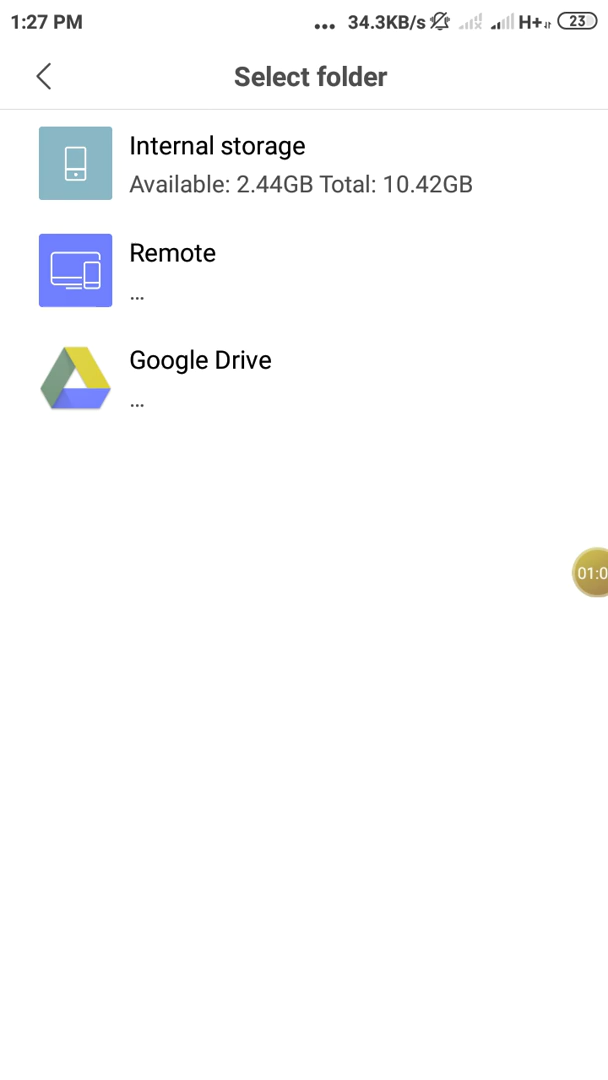 1:27 PM ... 34.3KB/s H+ 23
Select folder
Internal storage
Available: 2.44GB Total: 10.42GB
Remote
...
Google Drive
...
01:0